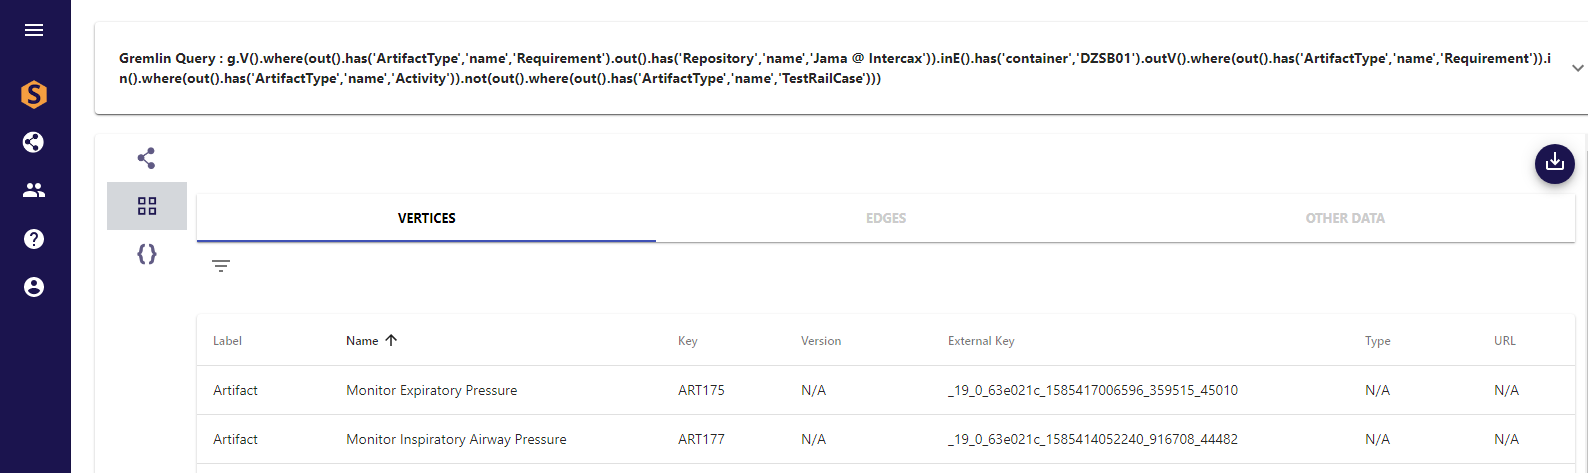 Gremlin Query : g.V().where(out().has('ArtifactType','name','Requirement').out().has('Repository','name','Jama @ Intercax')).inE().has('container','DZSB01').outV().where(out().has('ArtifactType','name','Requirement')).i
n().where(out().has('ArtifactType','name','Activity')).not(out().where(out().has('ArtifactType','name','TestRailCase')))
S
VERTICES EDGES OTHER DATA
?
{}
Label Name Key Version External Key Type URL
Artifact Monitor Expiratory Pressure ART175 N/A _19_0_63e021c_1585417006596_359515_45010 N/A N/A
Artifact Monitor Inspiratory Airway Pressure ART177 N/A _19_0_63e021c_1585414052240_916708_44482 N/A N/A